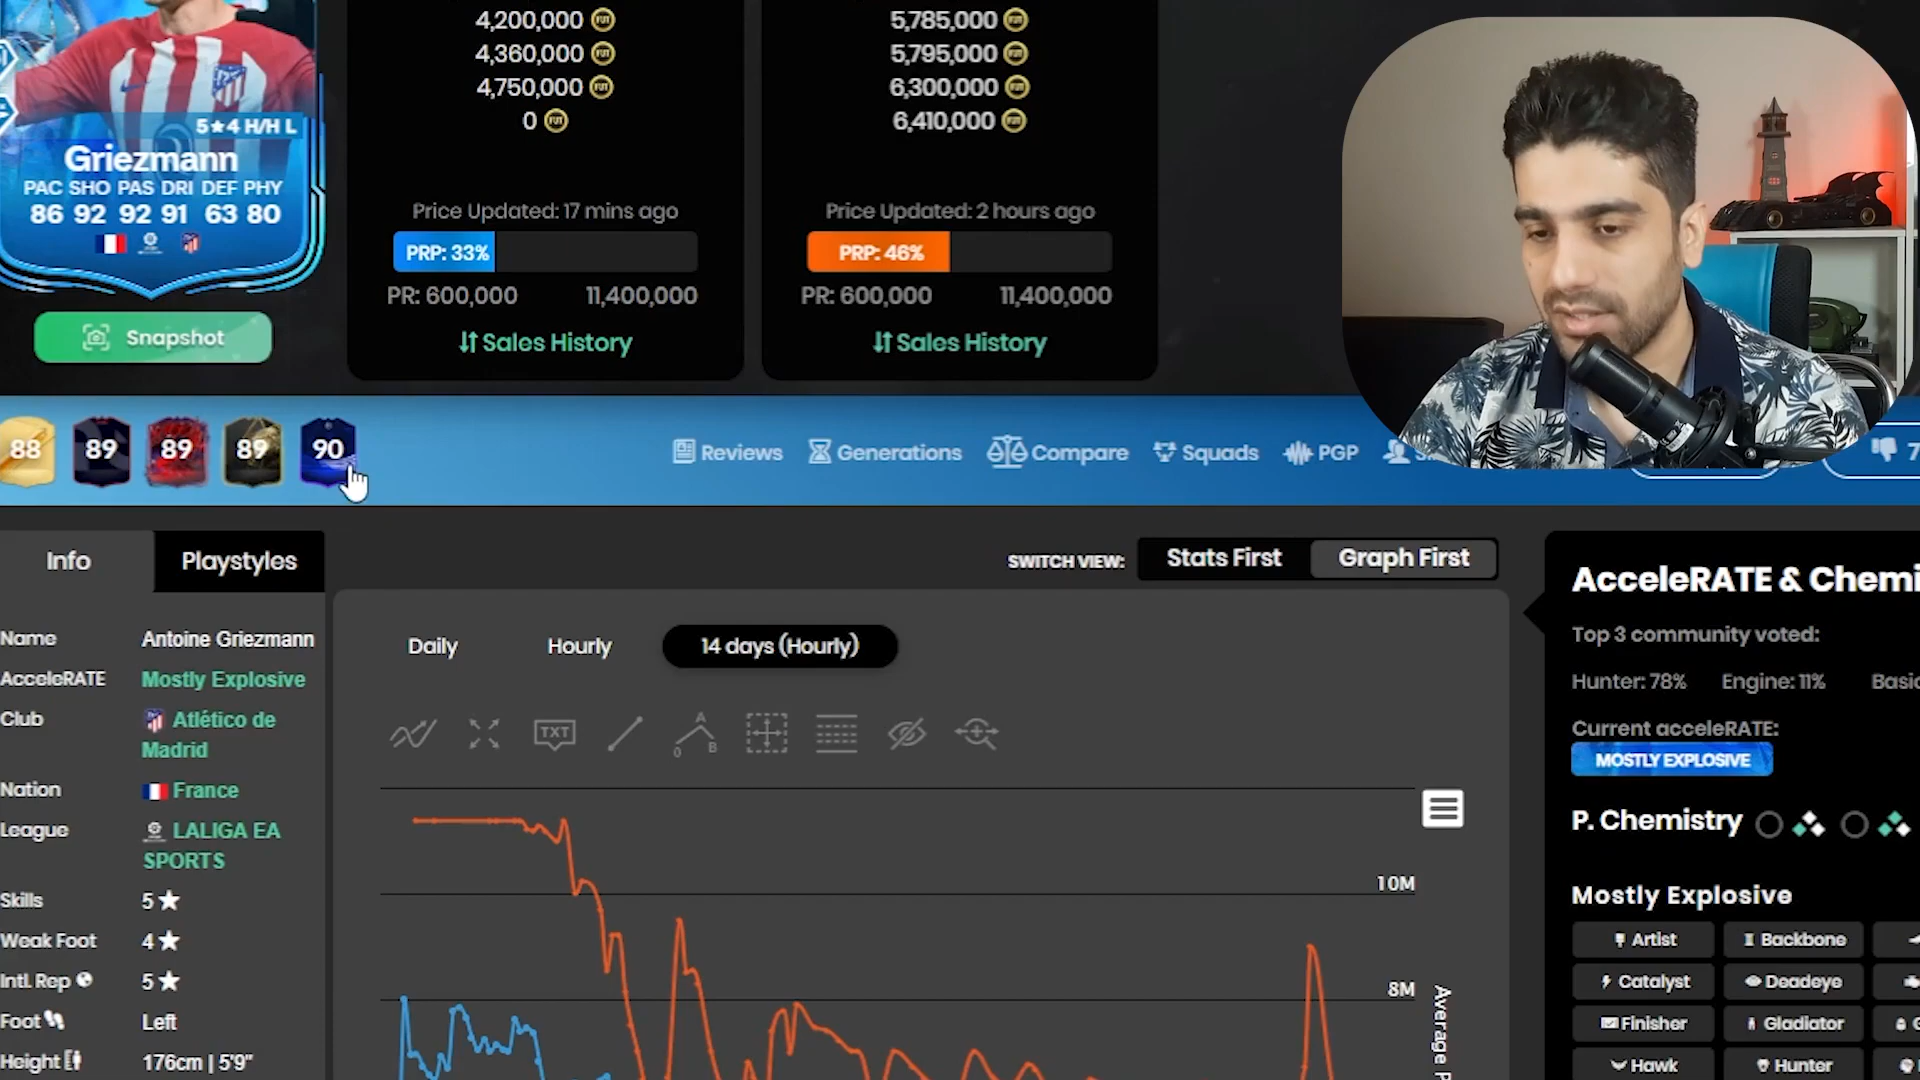 4,200,000
4,360,000
4,750,000
0
5,785,000
5,795,000
6,300,000
6,410,000
5★4 H/H L
Griezmann
PAC SHO PAS DRI DEF PHY
86 92 92 91 63 80
Price Updated: 17 mins ago
PRP: 33%
PR: 600,000 11,400,000
Sales History
Price Updated: 2 hours ago
PRP: 46%
PR: 600,000 11,400,000
Sales History
Snapshot
88 89 89 89 90
Reviews Generations Compare Squads PGP
7
Info Playstyles
SWITCH VIEW: Stats First Graph First
Name Antoine Griezmann
AcceleRATE Mostly Explosive
Club Atlético de
Madrid
Nation France
League LALIGA EA
SPORTS
Skills 5★
Weak Foot 4★
Intl. Rep 5★
Foot Left
Height 176cm | 5'9"
Daily Hourly 14 days (Hourly)
TXT
A
0 B
10M
8M
Average P
AcceleRATE & Chemi
Top 3 community voted:
Hunter: 78% Engine: 11% Basic
Current acceleRATE:
MOSTLY EXPLOSIVE
P. Chemistry
Mostly Explosive
Artist Backbone
Catalyst Deadeye
Finisher Gladiator
Hawk Hunter